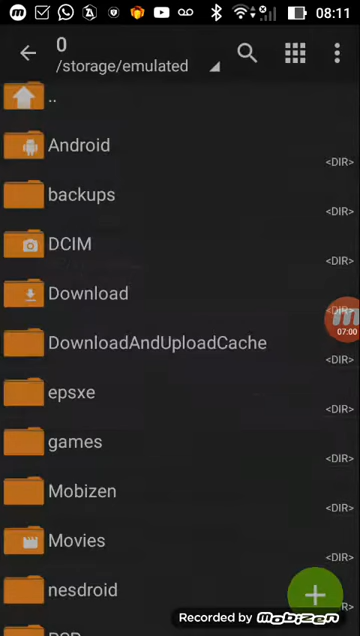 08:11
0
/storage/emulated
..
Android
<DIR>
backups
<DIR>
DCIM
<DIR>
Download
<DIR>
07:00
DownloadAndUploadCache
<DIR>
epsxe
<DIR>
games
<DIR>
Mobizen
<DIR>
Movies
<DIR>
nesdroid
Recorded by Mobizen